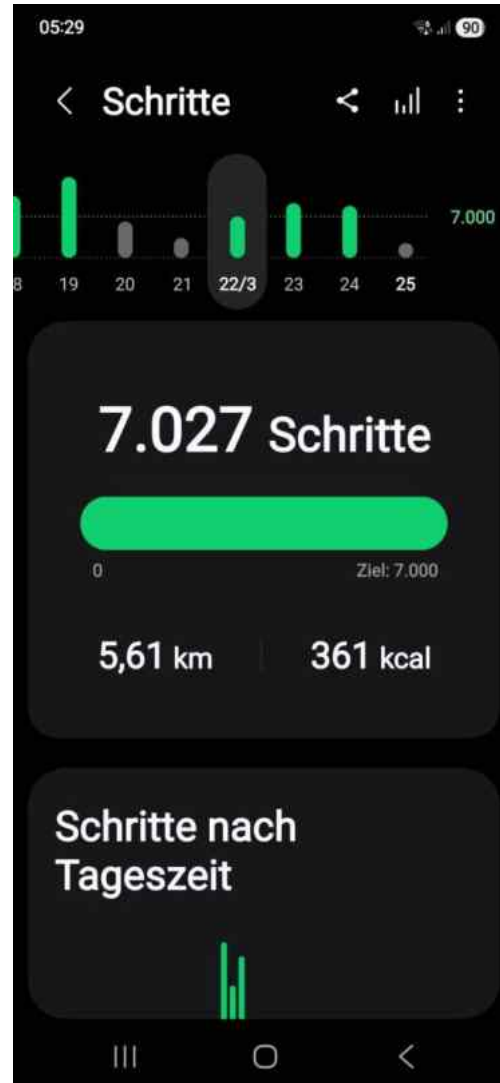 05:29
90
Schritte
7.000
8 19 20 21 22/3 23 24 25
7.027 Schritte
0 Ziel: 7.000
5,61 km 361 kcal
Schritte nach
Tageszeit